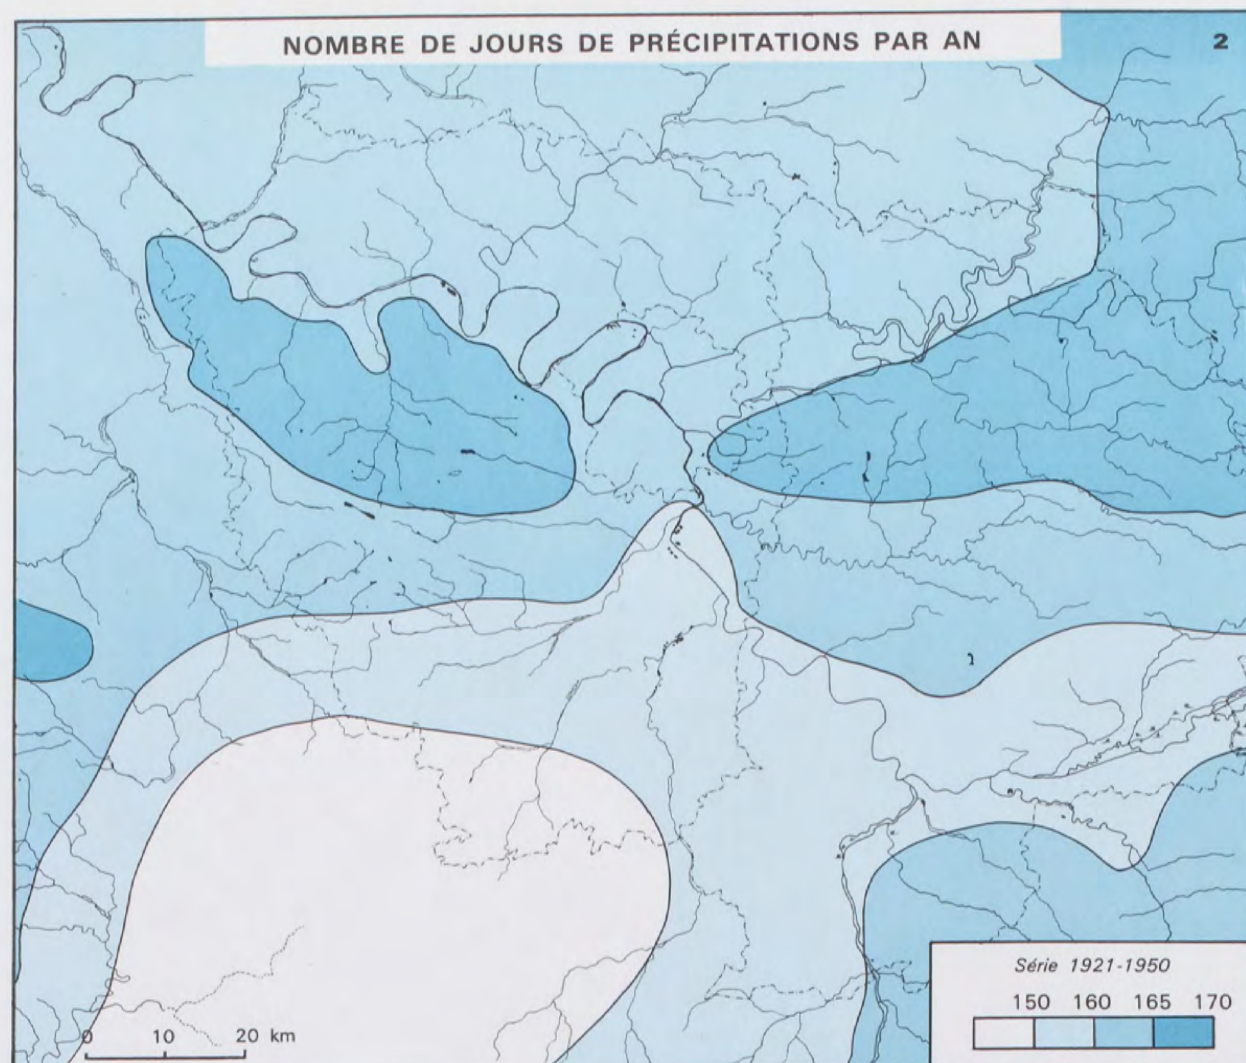 NOMBRE DE JOURS DE PRÉCIPITATIONS PAR AN
2
Série 1921-1950
150 160 165 170
0 10 20 km